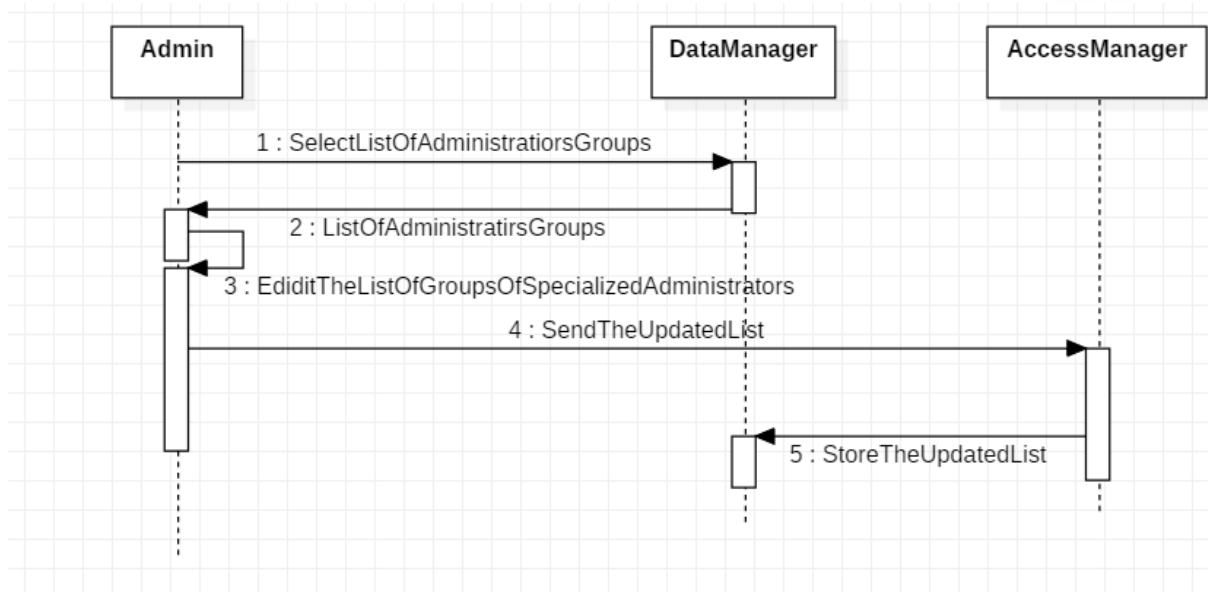 Admin
DataManager
AccessManager
1 : SelectListOfAdministratiorsGroups
2 : ListOfAdministratirsGroups
3 : EdiditTheListOfGroupsOfSpecializedAdministrators
4 : SendTheUpdatedList
5 : StoreTheUpdatedList